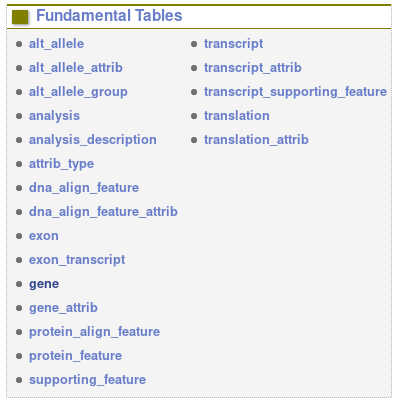 Fundamental Tables
alt_allele
alt_allele_attrib
alt_allele_group
analysis
analysis_description
attrib_type
dna_align_feature
dna_align_feature_attrib
exon
exon_transcript
gene
gene_attrib
protein_align_feature
protein_feature
supporting_feature
transcript
transcript_attrib
transcript_supporting_feature
translation
translation_attrib